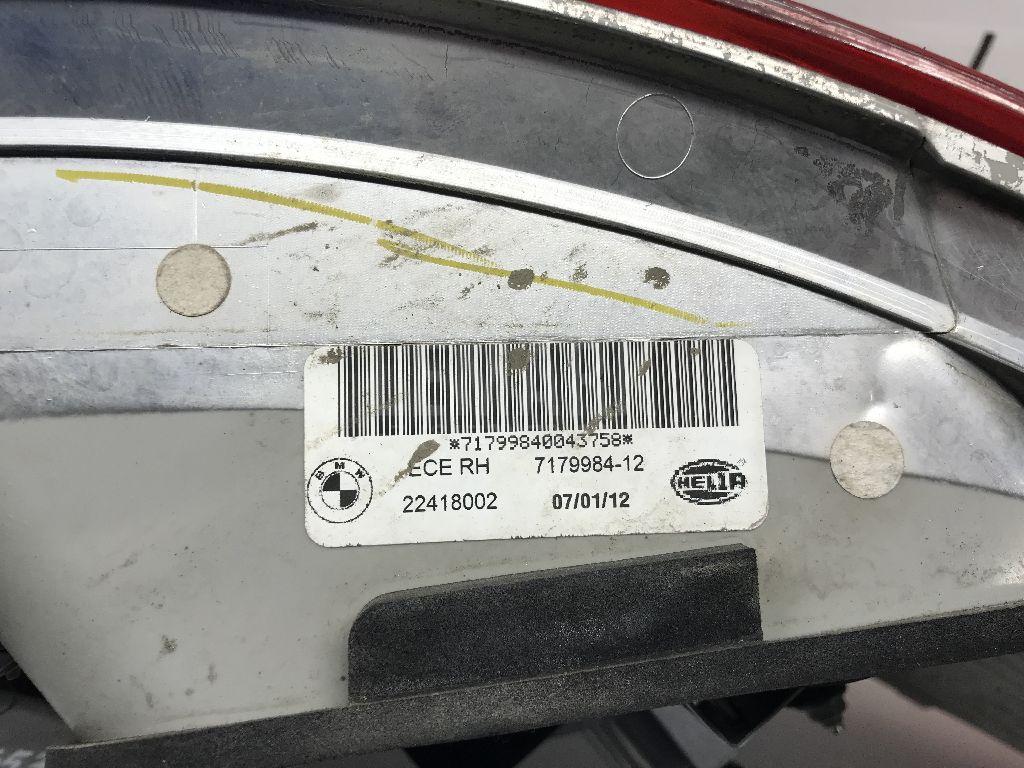 *71799840043758*
ECE RH 7179984-12
BMW
22418002 07/01/12
HELLA